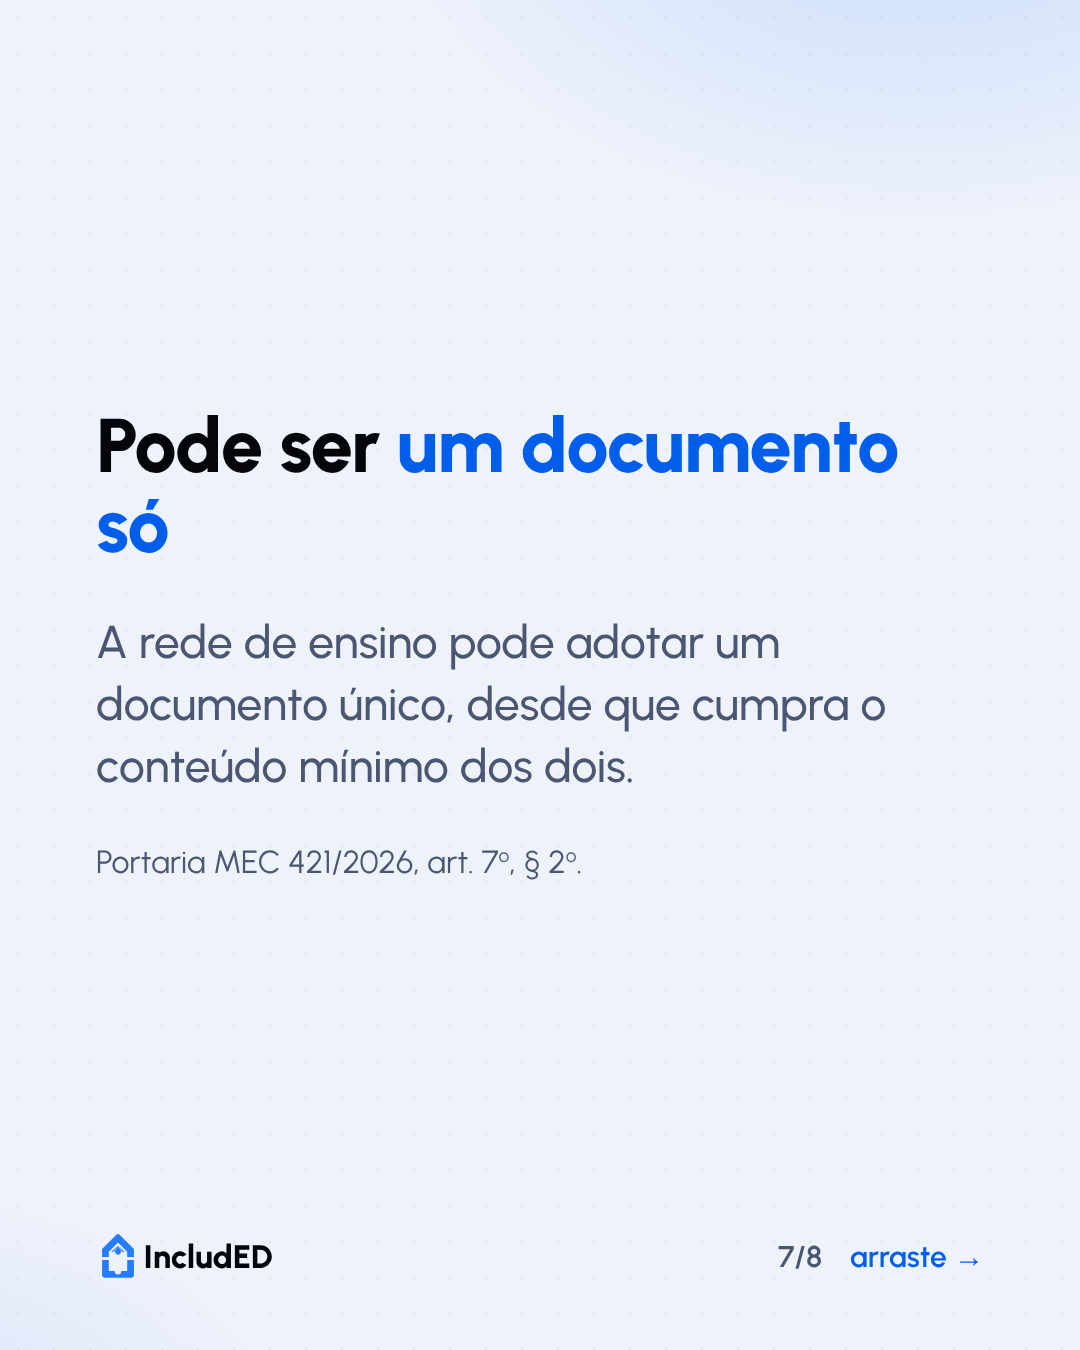 Pode ser um documento
só
A rede de ensino pode adotar um
documento único, desde que cumpra o
conteúdo mínimo dos dois.
Portaria MEC 421/2026, art. 7º, § 2º.
IncludED
7/8 arraste →